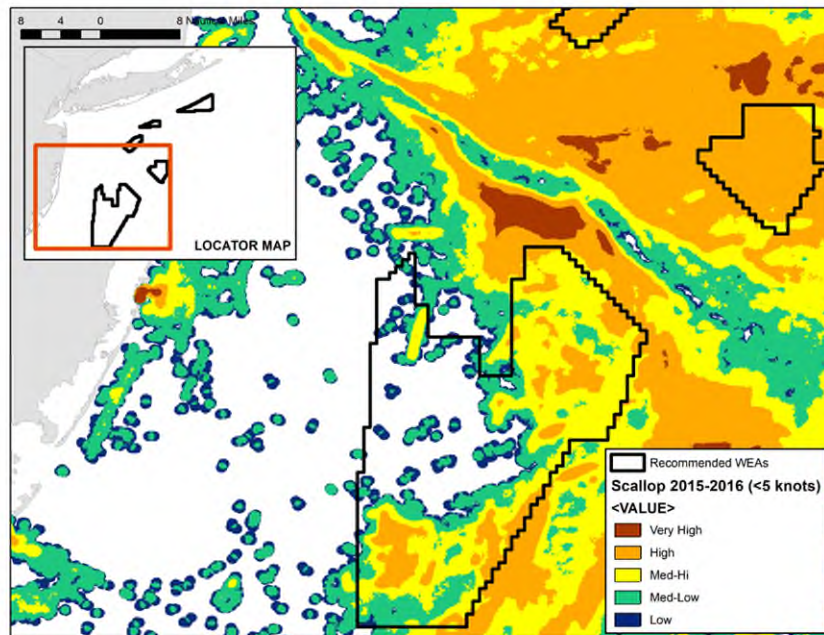 8 4 0 8 Nautical Miles
LOCATOR MAP
Recommended WEAs
Scallop 2015-2016 (<5 knots)
<VALUE>
Very High
High
Med-Hi
Med-Low
Low